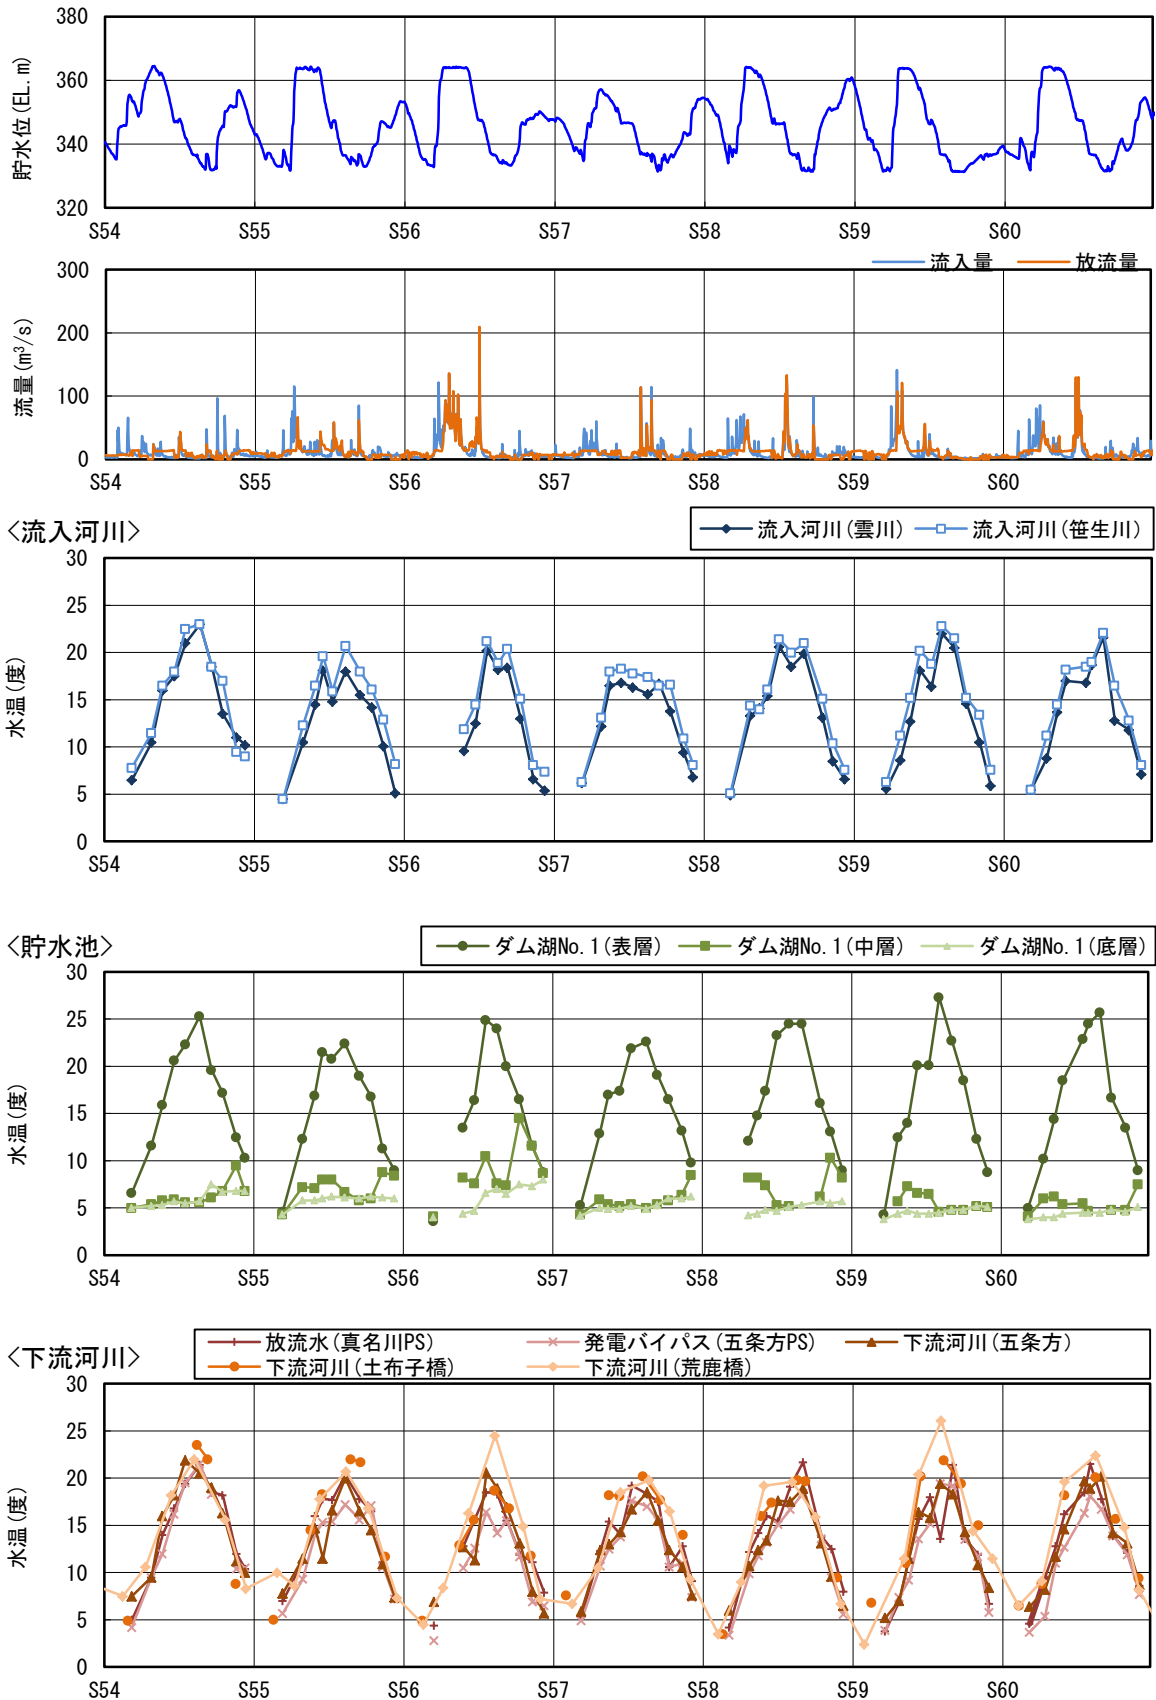 380
360
340
320
貯水位(EL.m)
S54 S55 S56 S57 S58 S59 S60
流入量 放流量
300
200
100
0
流量(m³/s)
S54 S55 S56 S57 S58 S59 S60
<流入河川>
流入河川(雲川) 流入河川(笹生川)
30
25
20
15
10
5
0
水温(度)
S54 S55 S56 S57 S58 S59 S60
<貯水池>
ダム湖No.1(表層) ダム湖No.1(中層) ダム湖No.1(底層)
30
25
20
15
10
5
0
水温(度)
S54 S55 S56 S57 S58 S59 S60
<下流河川>
放流水(真名川PS) 発電バイパス(五条方PS) 下流河川(五条方)
下流河川(土布子橋) 下流河川(荒鹿橋)
30
25
20
15
10
5
0
水温(度)
S54 S55 S56 S57 S58 S59 S60